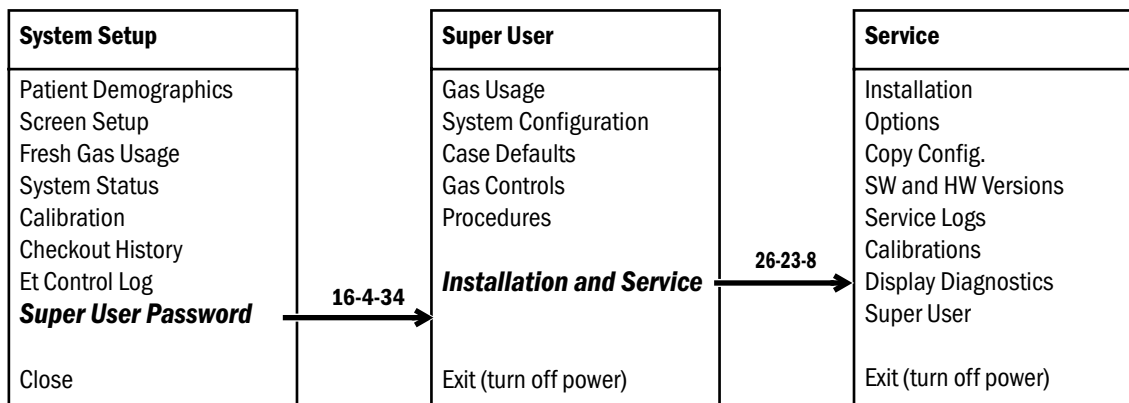 System Setup
Patient Demographics
Screen Setup
Fresh Gas Usage
System Status
Calibration
Checkout History
Et Control Log
Super User Password
Close
16-4-34
Super User
Gas Usage
System Configuration
Case Defaults
Gas Controls
Procedures
Installation and Service
Exit (turn off power)
26-23-8
Service
Installation
Options
Copy Config.
SW and HW Versions
Service Logs
Calibrations
Display Diagnostics
Super User
Exit (turn off power)